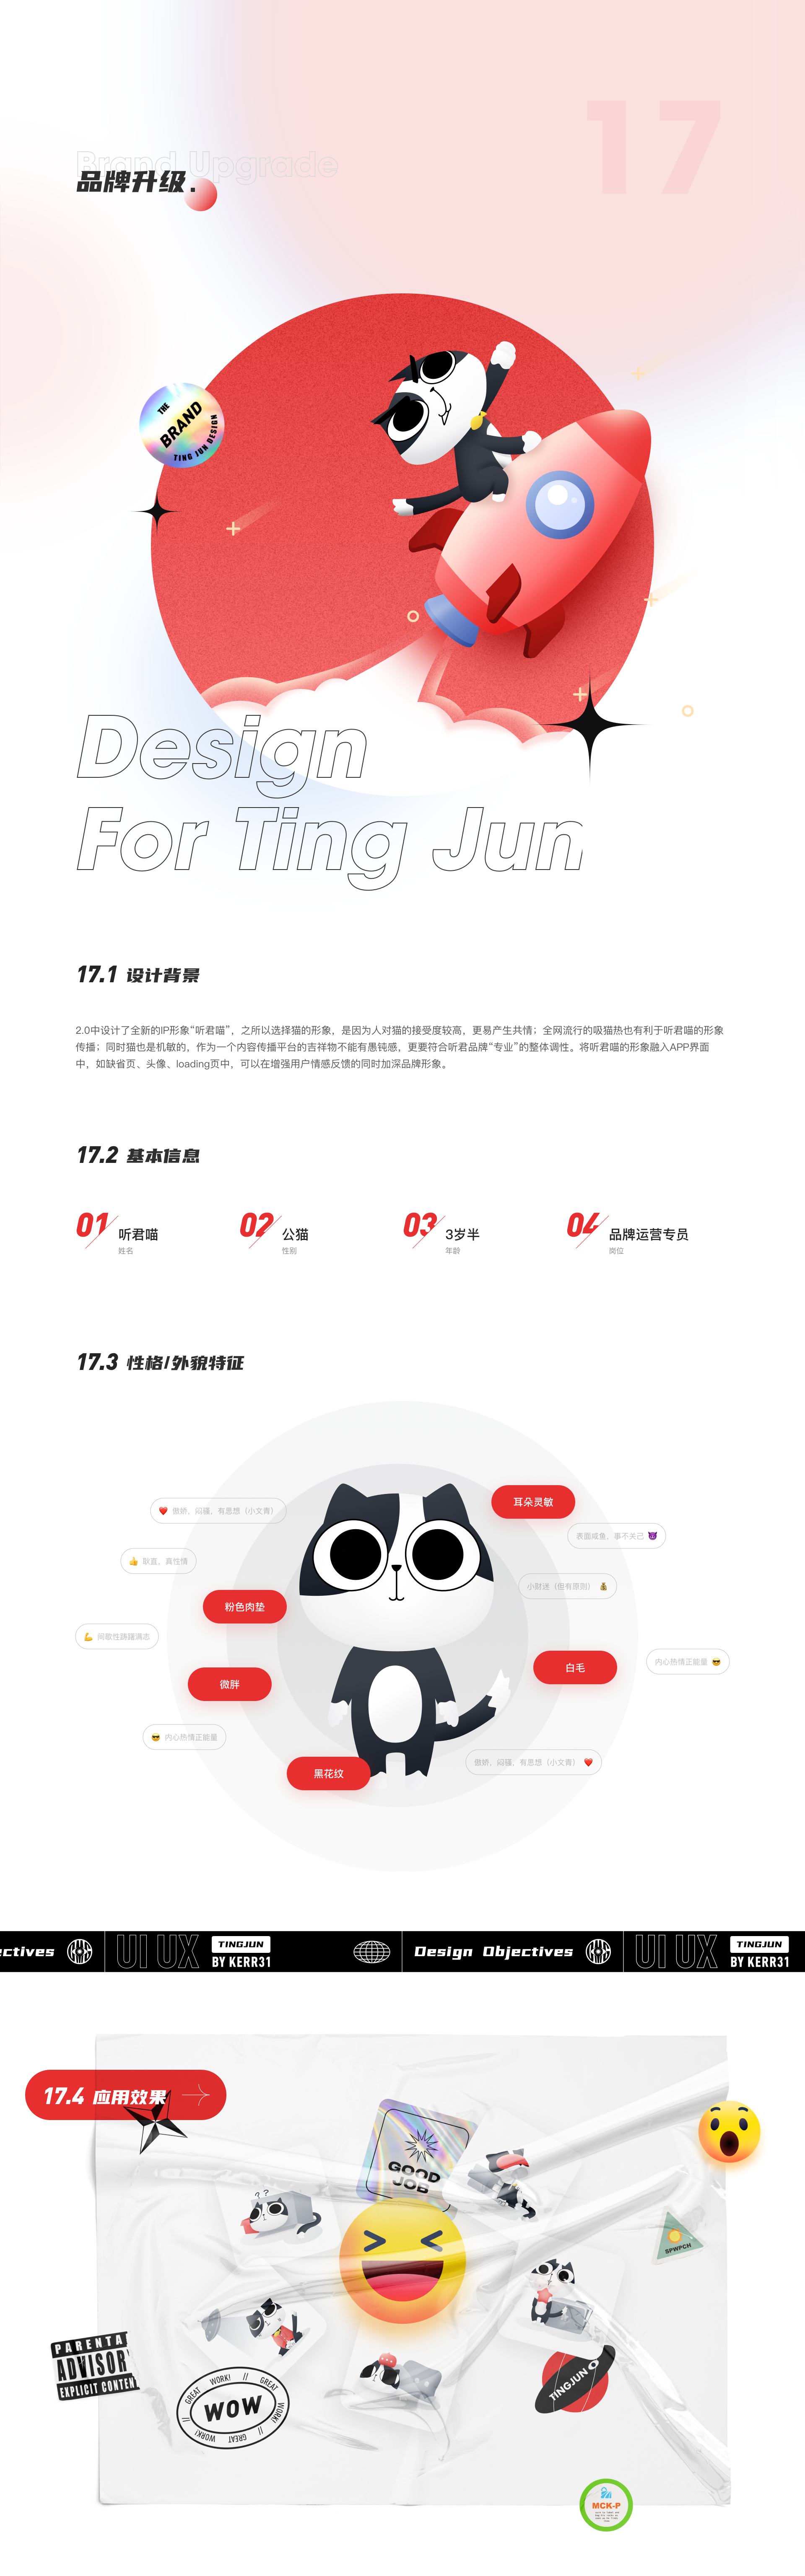 17
Brand Upgrade
品牌升级.
THE
BRAND
TING JUN DESIGN
Design
For Ting Jun
17.1 设计背景
2.0中设计了全新的IP形象“听君喵”，之所以选择猫的形象，是因为人对猫的接受度较高，更易产生共情；全网流行的吸猫热也有利于听君喵的形象
传播；同时猫也是机敏的，作为一个内容传播平台的吉祥物不能有愚钝感，更要符合听君品牌“专业”的整体调性。将听君喵的形象融入APP界面
中，如缺省页、头像、loading页中，可以在增强用户情感反馈的同时加深品牌形象。
17.2 基本信息
01 听君喵
姓名
02 公猫
性别
03 3岁半
年龄
04 品牌运营专员
岗位
17.3 性格/外貌特征
耳朵灵敏
傲娇，闷骚，有思想（小文青）
表面咸鱼，事不关己
耿直，真性情
小财迷（但有原则）
粉色肉垫
间歇性踌躇满志
内心热情正能量
白毛
微胖
内心热情正能量
傲娇，闷骚，有思想（小文青）
黑花纹
ectives
UI UX
TINGJUN
BY KERR31
Design Objectives
UI UX
TINGJUN
BY KERR31
17.4 应用效果
GOOD
JOB
? ?
SPWPCH
PARENTA
ADVISOR
EXPLICIT CONTEN
GREAT WORK! // GREAT WORK! // GREAT WORK! //
WOW
TINGJUN
MCK-P